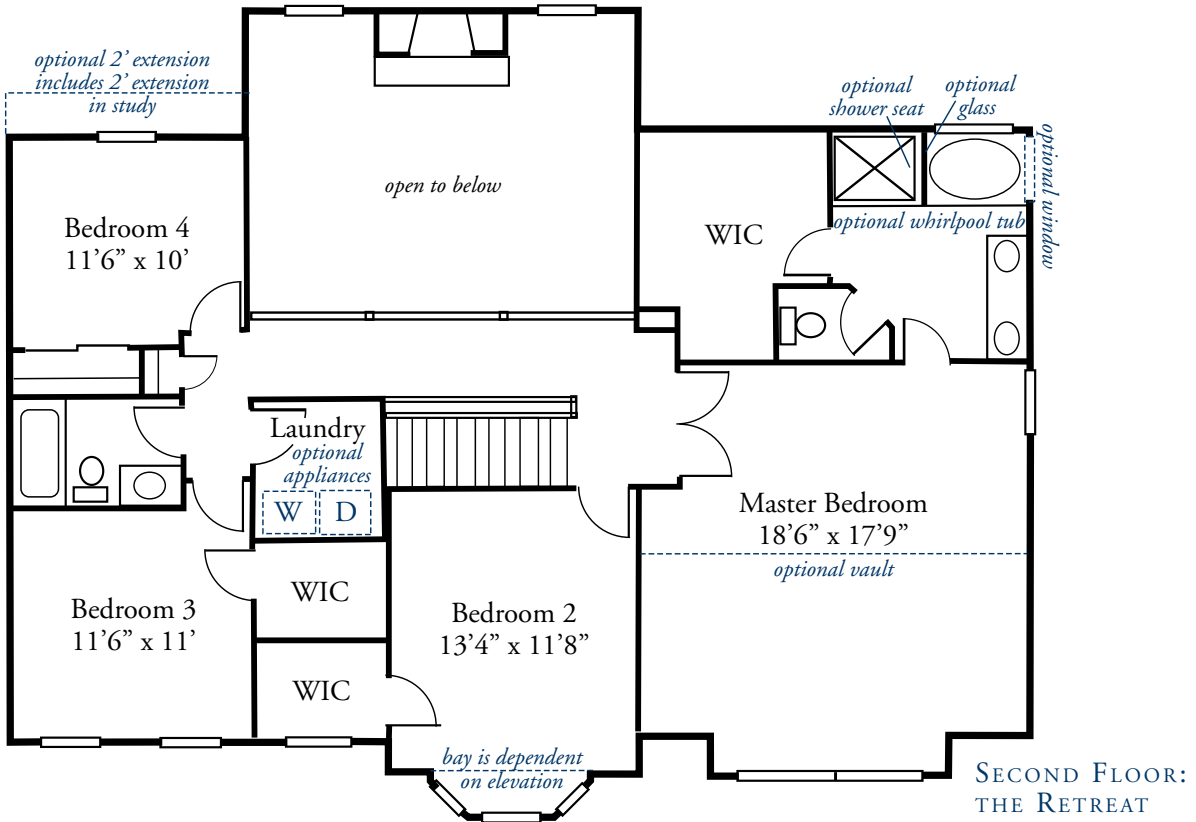 optional 2’ extension
includes 2’ extension
in study
optional
shower seat
optional
glass
optional window
open to below
Bedroom 4
11’6” x 10’
WIC
optional whirlpool tub
Laundry
optional
appliances
W
D
Master Bedroom
18’6” x 17’9”
optional vault
WIC
Bedroom 3
11’6” x 11’
Bedroom 2
13’4” x 11’8”
WIC
bay is dependent
on elevation
Second Floor:
the Retreat